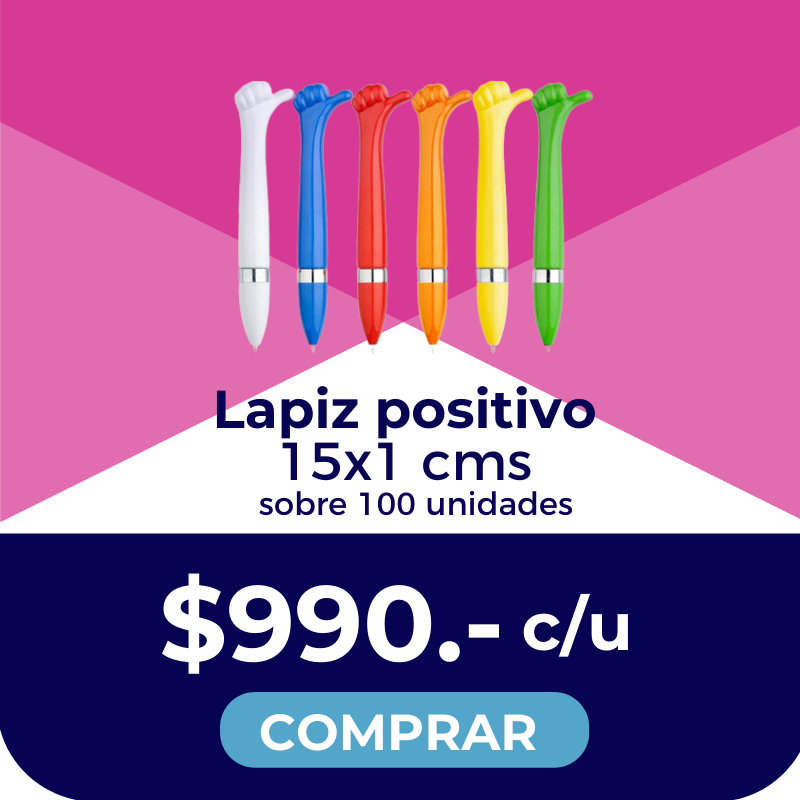 Lapiz positivo
15x1 cms
sobre 100 unidades
$990.- c/u
COMPRAR